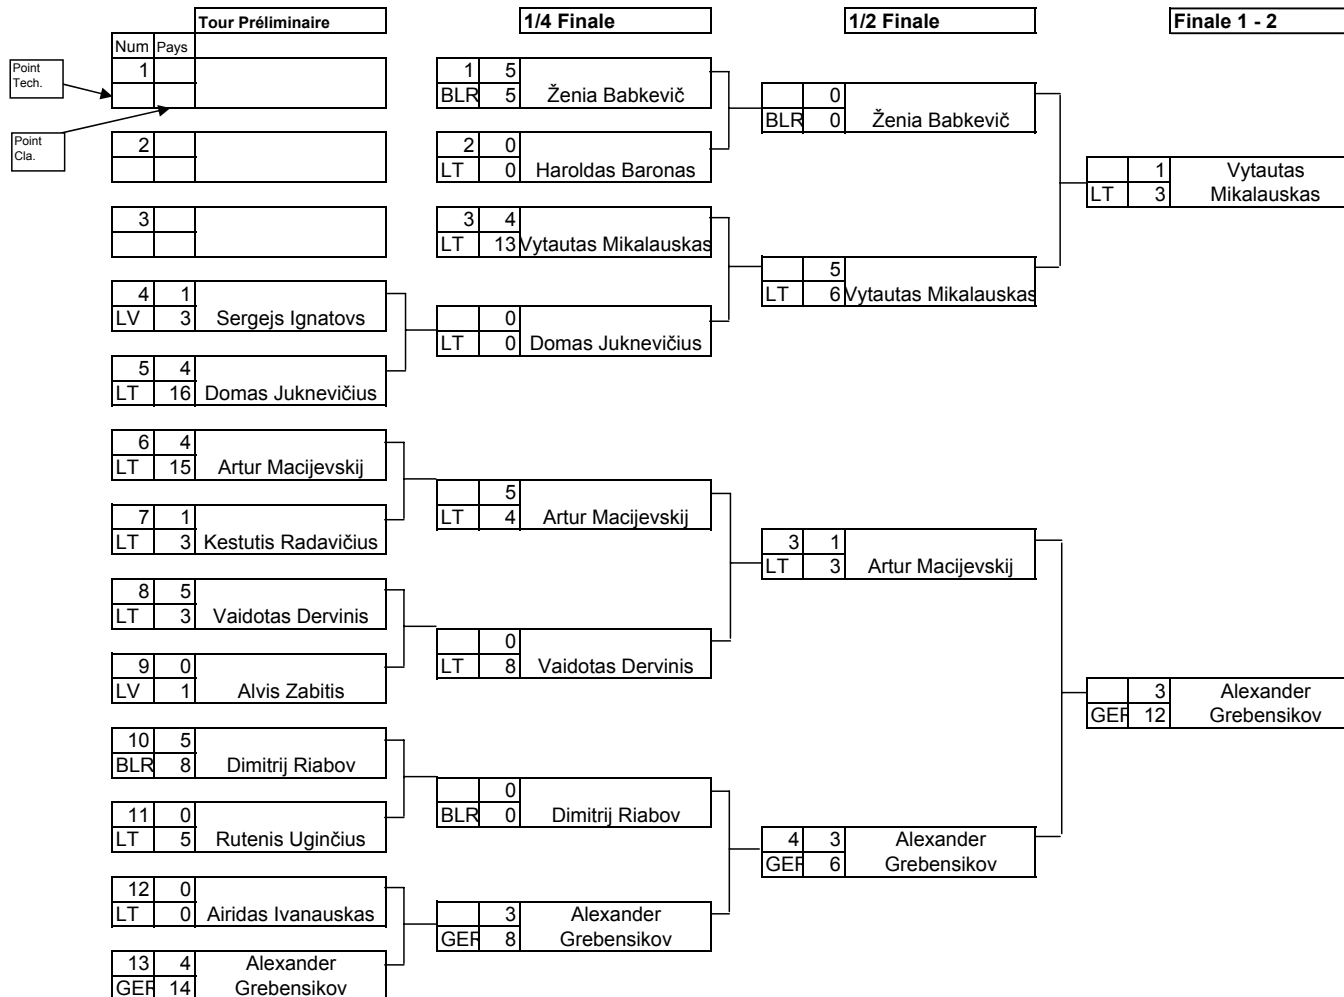 Tour Préliminaire
1/4 Finale
1/2 Finale
Finale 1 - 2
Num Pays
Point
Tech.
Point
Cla.
1
2
3
4 1
LV 3 Sergejs Ignatovs
5 4
LT 16 Domas Juknevičius
6 4
LT 15 Artur Macijevskij
7 1
LT 3 Kestutis Radavičius
8 5
LT 3 Vaidotas Dervinis
9 0
LV 1 Alvis Zabitis
10 5
BLR 8 Dimitrij Riabov
11 0
LT 5 Rutenis Uginčius
12 0
LT 0 Airidas Ivanauskas
13 4 Alexander
GER 14 Grebensikov
1 5
BLR 5 Ženia Babkevič
2 0
LT 0 Haroldas Baronas
3 4
LT 13 Vytautas Mikalauskas
0
LT 0 Domas Juknevičius
5
LT 4 Artur Macijevskij
0
LT 8 Vaidotas Dervinis
0
BLR 0 Dimitrij Riabov
3 Alexander
GER 8 Grebensikov
0
BLR 0 Ženia Babkevič
5
LT 6 Vytautas Mikalauskas
3 1
LT 3 Artur Macijevskij
4 3 Alexander
GER 6 Grebensikov
1 Vytautas
LT 3 Mikalauskas
3 Alexander
GER 12 Grebensikov